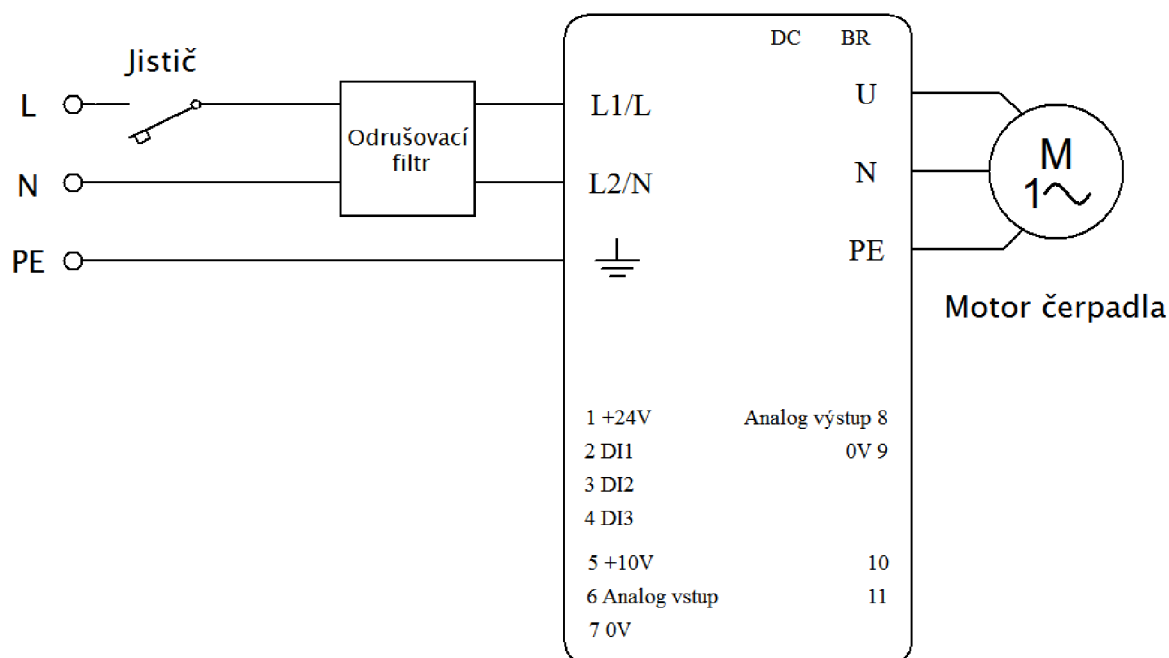 DC BR
Jistič
L
L1/L
U
Odrušovací
filtr
M
1
N
L2/N
N
PE
PE
Motor čerpadla
1 +24V
Analog výstup 8
2 DI1
0V 9
3 DI2
4 DI3
5 +10V
10
6 Analog vstup
11
7 0V